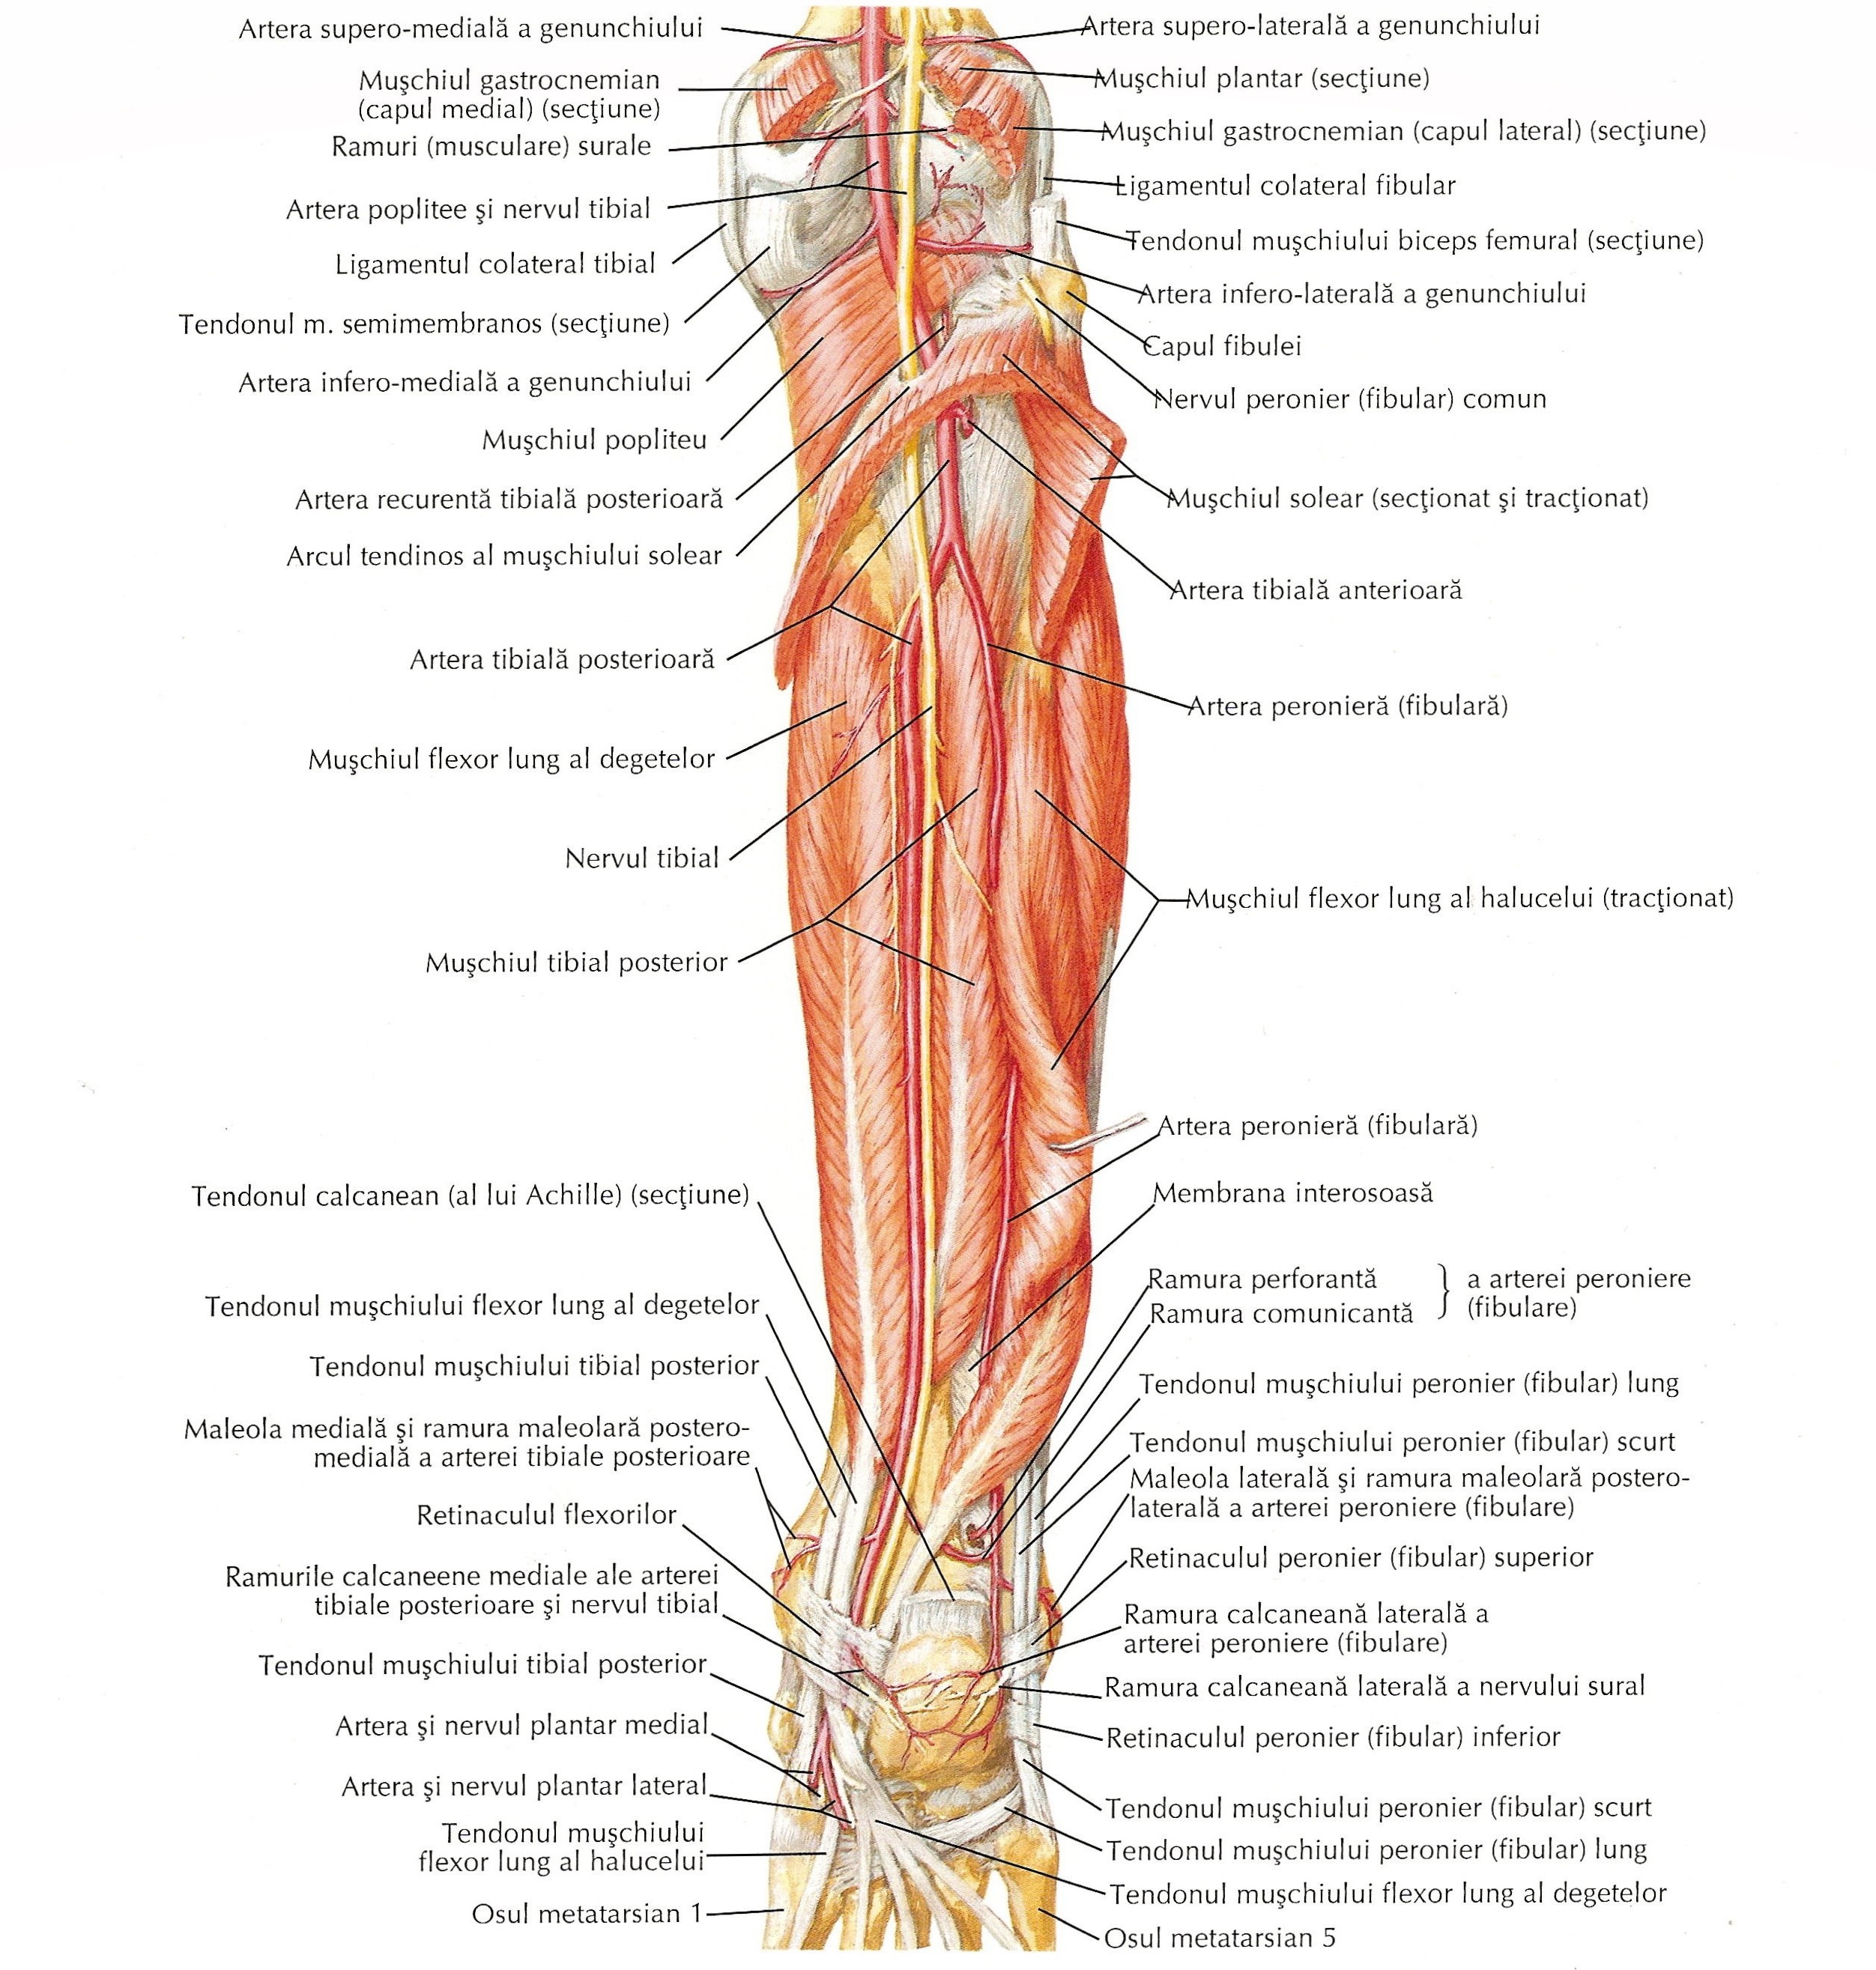 Artera supero-medială a genunchiului
Muşchiul gastrocnemian
(capul medial) (secţiune)
Ramuri (musculare) surale
Artera poplitee şi nervul tibial
Ligamentul colateral tibial
Tendonul m. semimembranos (secţiune)
Artera infero-medială a genunchiului
Muşchiul popliteu
Artera recurentă tibială posterioară
Arcul tendinos al muşchiului solear
Artera tibială posterioară
Muşchiul flexor lung al degetelor
Nervul tibial
Muşchiul tibial posterior
Tendonul calcanean (al lui Achille) (secţiune)
Tendonul muşchiului flexor lung al degetelor
Tendonul muşchiului tibial posterior
Maleola medială şi ramura maleolară postero-
medială a arterei tibiale posterioare
Retinaculul flexorilor
Ramurile calcaneene mediale ale arterei
tibiale posterioare şi nervul tibial
Tendonul muşchiului tibial posterior
Artera şi nervul plantar medial
Artera şi nervul plantar lateral
Tendonul muşchiului
flexor lung al halucelui
Osul metatarsian 1
Artera supero-laterală a genunchiului
Muşchiul plantar (secţiune)
Muşchiul gastrocnemian (capul lateral) (secţiune)
Ligamentul colateral fibular
Tendonul muşchiului biceps femural (secţiune)
Artera infero-laterală a genunchiului
Capul fibulei
Nervul peronier (fibular) comun
Muşchiul solear (secţionat şi tracţionat)
Artera tibială anterioară
Artera peronieră (fibulară)
Muşchiul flexor lung al halucelui (tracţionat)
Artera peronieră (fibulară)
Membrana interosoasă
Ramura perforantă } a arterei peroniere
Ramura comunicantă (fibulare)
Tendonul muşchiului peronier (fibular) lung
Tendonul muşchiului peronier (fibular) scurt
Maleola laterală şi ramura maleolară postero-
laterală a arterei peroniere (fibulare)
Retinaculul peronier (fibular) superior
Ramura calcaneană laterală a
arterei peroniere (fibulare)
Ramura calcaneană laterală a nervului sural
Retinaculul peronier (fibular) inferior
Tendonul muşchiului peronier (fibular) scurt
Tendonul muşchiului peronier (fibular) lung
Tendonul muşchiului flexor lung al degetelor
Osul metatarsian 5